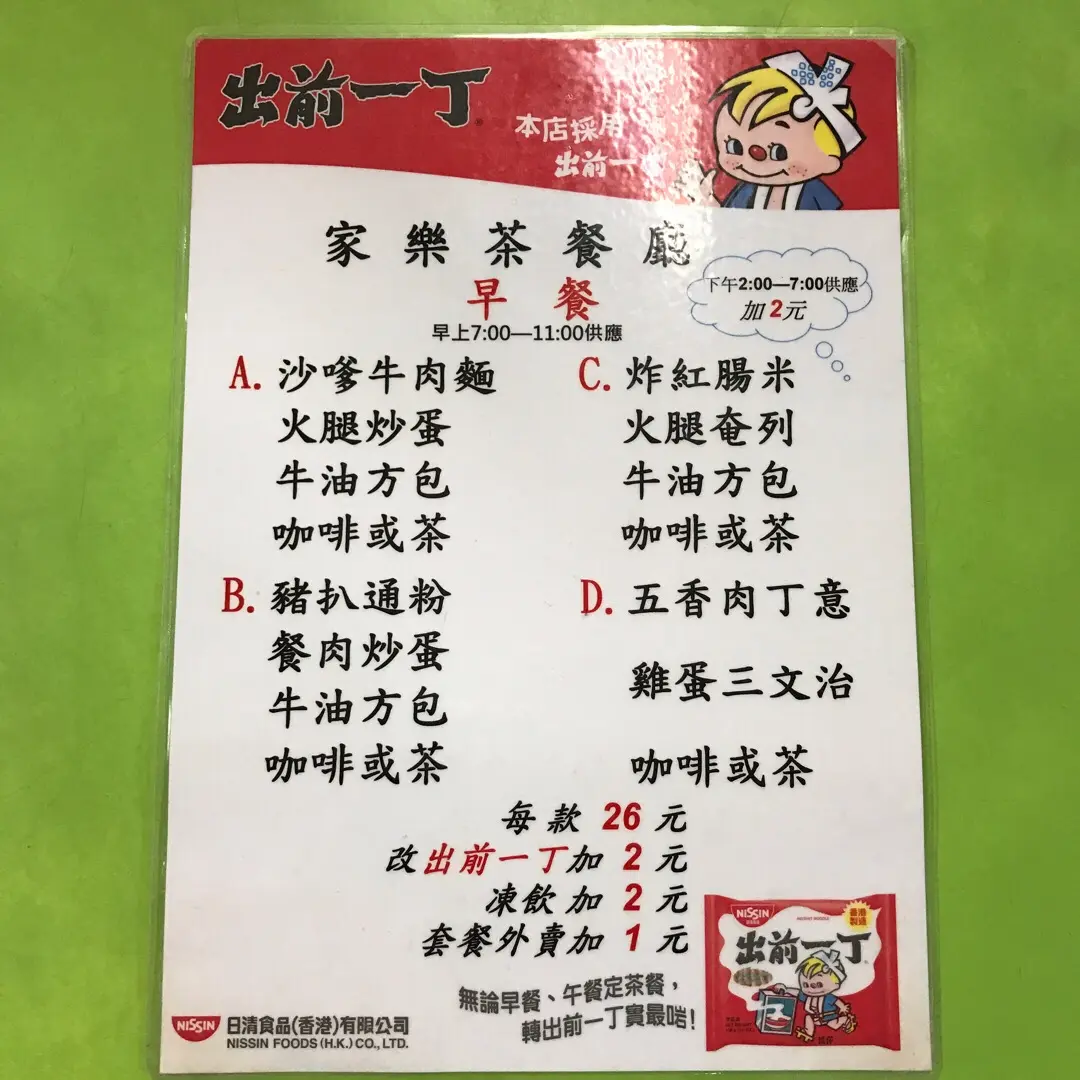 出前一丁
本店採用
出前一丁
家樂茶餐廳
早餐
早上7:00—11:00供應
下午2:00—7:00供應
加2元
A. 沙嗲牛肉麵
火腿炒蛋
牛油方包
咖啡或茶
C. 炸紅腸米
火腿奄列
牛油方包
咖啡或茶
B. 豬扒通粉
餐肉炒蛋
牛油方包
咖啡或茶
D. 五香肉丁意
雞蛋三文治
咖啡或茶
每款 26 元
改出前一丁加 2 元
凍飲加 2 元
套餐外賣加 1 元
無論早餐、午餐定茶餐,
轉出前一丁實最啱!
NISSIN
日清食品(香港)有限公司
NISSIN FOODS (H.K.) CO., LTD.
NISSIN
香港製造
出前一丁